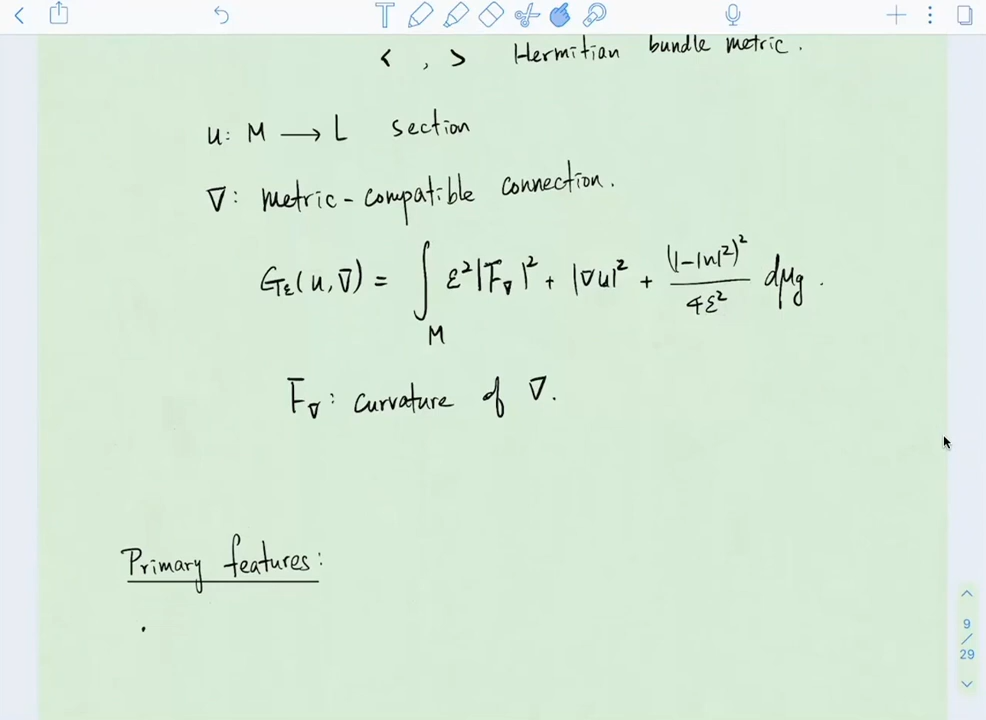 < , > Hermitian bundle metric.
u: M → L section
∇: metric-compatible connection.
G_ε(u, ∇) = ∫_M ε²|F_∇|² + |∇u|² + (1-|u|²)²/4ε² dμ_g.
F_∇: curvature of ∇.
Primary features:
9
/
29